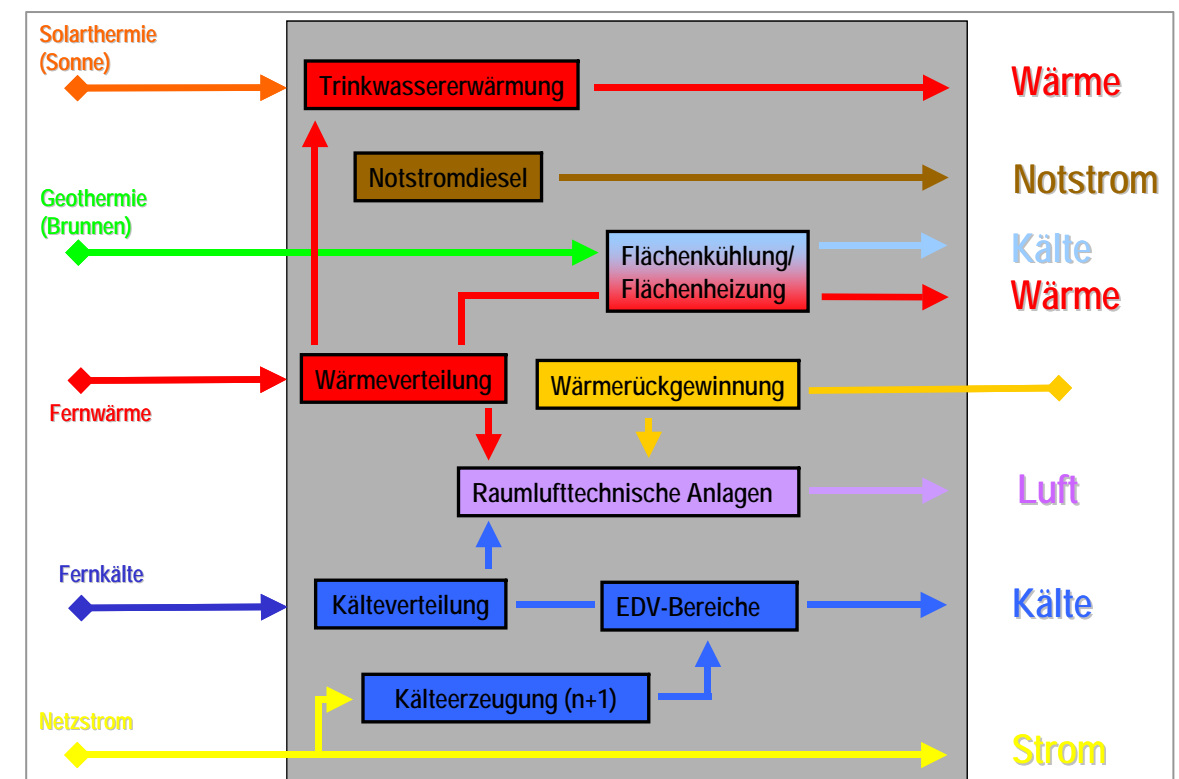 Solarthermie
(Sonne)
Trinkwassererwärmung
Wärme
Notstromdiesel
Notstrom
Geothermie
(Brunnen)
Flächenkühlung/
Flächenheizung
Kälte
Wärme
Wärmeverteilung
Wärmerückgewinnung
Fernwärme
Raumlufttechnische Anlagen
Luft
Fernkälte
Kälteverteilung
EDV-Bereiche
Kälte
Kälteerzeugung (n+1)
Netzstrom
Strom